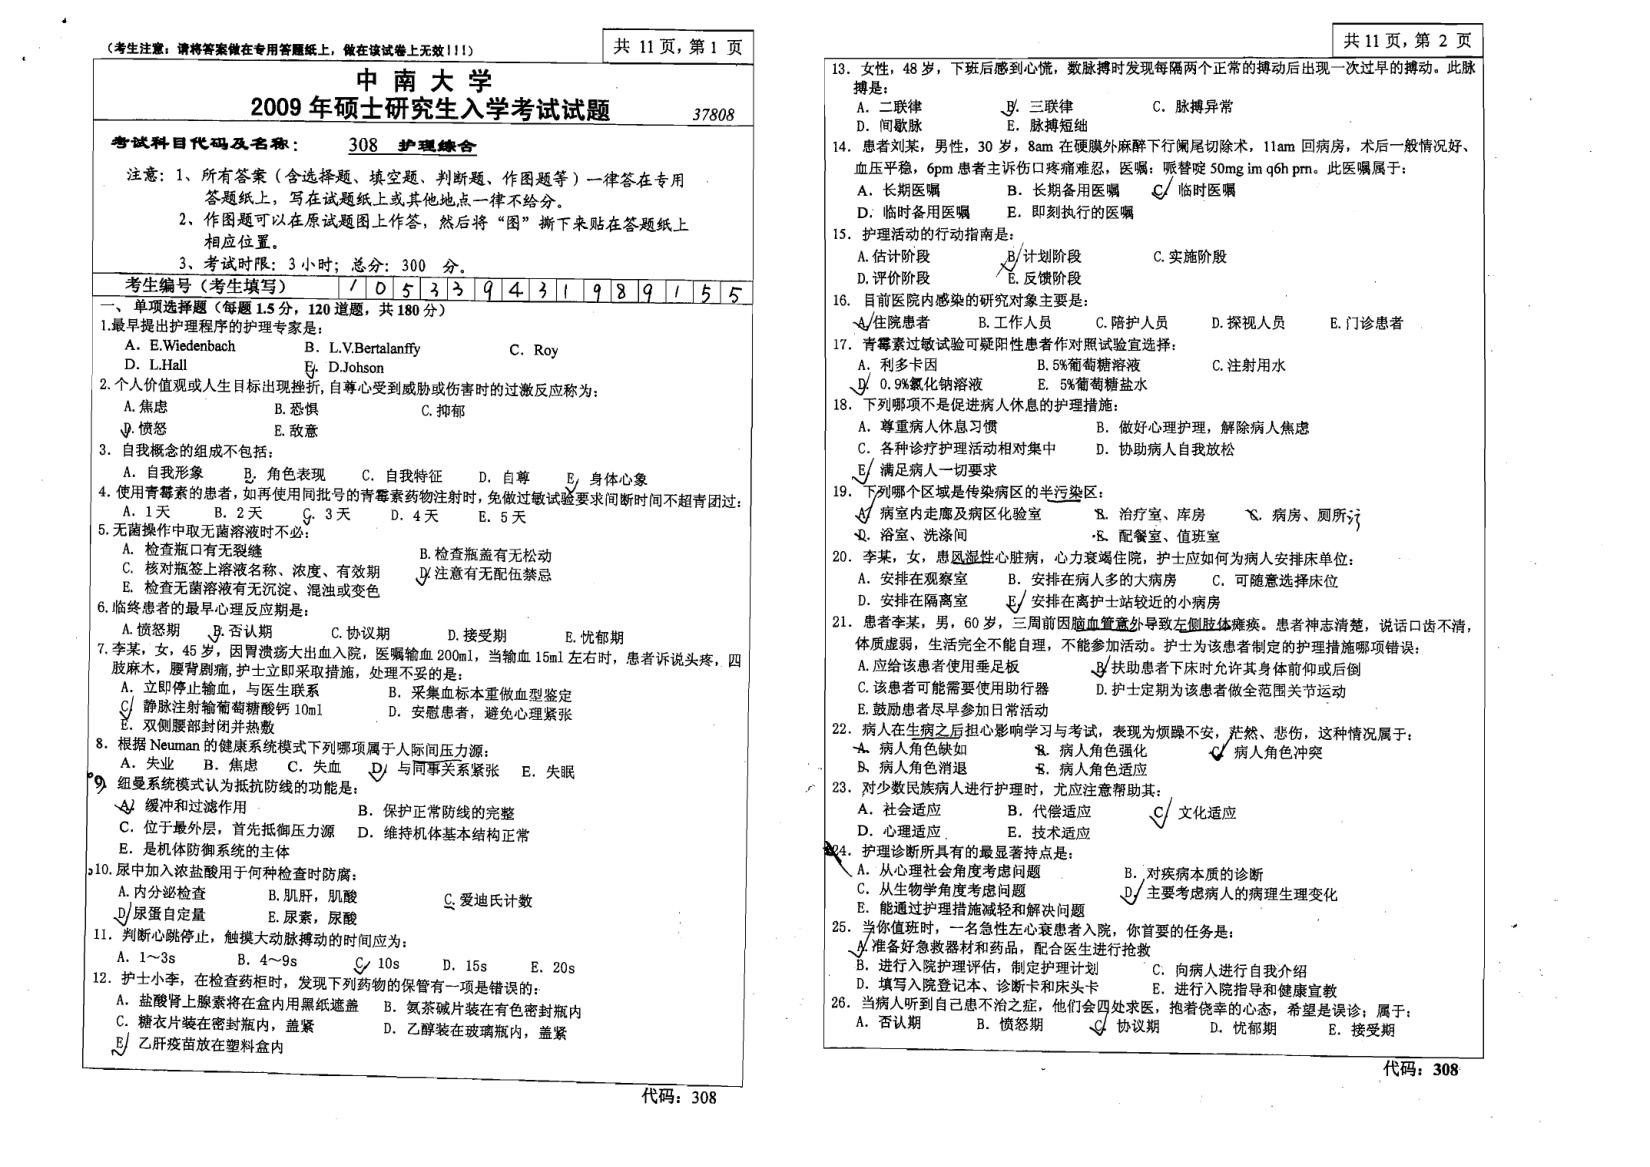 （考生注意：请将答案做在专用答题纸上，做在该试卷上无效!!!）
共 11 页，第 1 页
中 南 大 学
2009 年硕士研究生入学考试试题
37808
考试科目代码及名称： 308 护理综合
注意：1、所有答案（含选择题、填空题、判断题、作图题等）一律答在专用
答题纸上，写在试题纸上或其他地点一律不给分。
2、作图题可以在原试题图上作答，然后将“图”撕下来贴在答题纸上
相应位置。
3、考试时限：3 小时；总分：300 分。
考生编号（考生填写） 1 0 5 3 3 9 4 3 1 9 8 9 1 5 5
一、单项选择题（每题 1.5 分，120 道题，共 180 分）
1.最早提出护理程序的护理专家是：
A．E.Wiedenbach B．L.V.Bertalanffy C．Roy
D．L.Hall E．D.Johson
2.个人价值观或人生目标出现挫折,自尊心受到威胁或伤害时的过激反应称为：
A.焦虑 B.恐惧 C.抑郁
D.愤怒 E.敌意
3．自我概念的组成不包括：
A．自我形象 B．角色表现 C．自我特征 D．自尊 E．身体心象
4．使用青霉素的患者，如再使用同批号的青霉素药物注射时，免做过敏试验要求间断时间不超青团过：
A．1天 B．2天 C．3天 D．4天 E．5天
5.无菌操作中取无菌溶液时不必：
A．检查瓶口有无裂缝 B.检查瓶盖有无松动
C．核对瓶签上溶液名称、浓度、有效期 D.注意有无配伍禁忌
E．检查无菌溶液有无沉淀、混浊或变色
6.临终患者的最早心理反应期是：
A.愤怒期 B.否认期 C.协议期 D.接受期 E.忧郁期
7.李某，女，45岁，因胃溃疡大出血入院，医嘱输血 200ml，当输血 15ml 左右时，患者诉说头疼，四
肢麻木，腰背剧痛,护士立即采取措施，处理不妥的是：
A．立即停止输血，与医生联系 B．采集血标本重做血型鉴定
C．静脉注射输葡萄糖酸钙 10ml D．安慰患者，避免心理紧张
E．双侧腰部封闭并热敷
8．根据 Neuman 的健康系统模式下列哪项属于人际间压力源：
A．失业 B．焦虑 C．失血 D．与同事关系紧张 E．失眠
9．纽曼系统模式认为抵抗防线的功能是：
A．缓冲和过滤作用 B．保护正常防线的完整
C．位于最外层，首先抵御压力源 D．维持机体基本结构正常
E．是机体防御系统的主体
10.尿中加入浓盐酸用于何种检查时防腐：
A.内分泌检查 B.肌肝，肌酸 C.爱迪氏计数
D.尿蛋自定量 E.尿素，尿酸
11．判断心跳停止，触摸大动脉搏动的时间应为：
A．1～3s B．4～9s C．10s D．15s E．20s
12．护士小李，在检查药柜时，发现下列药物的保管有一项是错误的：
A．盐酸肾上腺素将在盒内用黑纸遮盖 B．氨茶碱片装在有色密封瓶内
C．糖衣片装在密封瓶内，盖紧 D．乙醇装在玻璃瓶内，盖紧
E．乙肝疫苗放在塑料盒内
代码：308
共 11 页，第 2 页
13．女性，48 岁，下班后感到心慌，数脉搏时发现每隔两个正常的搏动后出现一次过早的搏动。此脉
搏是：
A．二联律 B．三联律 C．脉搏异常
D．间歇脉 E．脉搏短绌
14．患者刘某，男性，30 岁，8am 在硬膜外麻醉下行阑尾切除术，11am 回病房，术后一般情况好、
血压平稳，6pm 患者主诉伤口疼痛难忍，医嘱：哌替啶 50mg im q6h prn。此医嘱属于：
A．长期医嘱 B．长期备用医嘱 C．临时医嘱
D．临时备用医嘱 E．即刻执行的医嘱
15．护理活动的行动指南是：
A.估计阶段 B.计划阶段 C.实施阶股
D.评价阶段 E.反馈阶段
16．目前医院内感染的研究对象主要是：
A.住院患者 B.工作人员 C.陪护人员 D.探视人员 E.门诊患者
17．青霉素过敏试验可疑阳性患者作对照试验宜选择：
A．利多卡因 B.5%葡萄糖溶液 C.注射用水
D．0.9%氯化钠溶液 E．5%葡萄糖盐水
18．下列哪项不是促进病人休息的护理措施：
A．尊重病人休息习惯 B．做好心理护理，解除病人焦虑
C．各种诊疗护理活动相对集中 D．协助病人自我放松
E．满足病人一切要求
19．下列哪个区域是传染病区的半污染区：
A．病室内走廊及病区化验室 B．治疗室、库房 C．病房、厕所 污
D．浴室、洗涤间 E．配餐室、值班室
20．李某，女，患风湿性心脏病，心力衰竭住院，护士应如何为病人安排床单位：
A．安排在观察室 B．安排在病人多的大病房 C．可随意选择床位
D．安排在隔离室 E．安排在离护士站较近的小病房
21．患者李某，男，60 岁，三周前因脑血管意外导致左侧肢体瘫痪。患者神志清楚，说话口齿不清，
体质虚弱，生活完全不能自理，不能参加活动。护士为该患者制定的护理措施哪项错误：
A.应给该患者使用垂足板 B.扶助患者下床时允许其身体前仰或后倒
C.该患者可能需要使用助行器 D.护士定期为该患者做全范围关节运动
E.鼓励患者尽早参加日常活动
22．病人在生病之后担心影响学习与考试，表现为烦躁不安，茫然、悲伤，这种情况属于：
A．病人角色缺如 B．病人角色强化 C．病人角色冲突
D．病人角色消退 E．病人角色适应
23．对少数民族病人进行护理时，尤应注意帮助其：
A．社会适应 B．代偿适应 C．文化适应
D．心理适应 E．技术适应
24．护理诊断所具有的最显著持点是：
A．从心理社会角度考虑问题 B．对疾病本质的诊断
C．从生物学角度考虑问题 D．主要考虑病人的病理生理变化
E．能通过护理措施减轻和解决问题
25．当你值班时，一名急性左心衰患者入院，你首要的任务是：
A.准备好急救器材和药品，配合医生进行抢救
B．进行入院护理评估，制定护理计划 C．向病人进行自我介绍
D．填写入院登记本、诊断卡和床头卡 E．进行入院指导和健康宣教
26．当病人听到自己患不治之症，他们会四处求医，抱着侥幸的心态，希望是误诊；属于：
A．否认期 B．愤怒期 C．协议期 D．忧郁期 E．接受期
代码：308